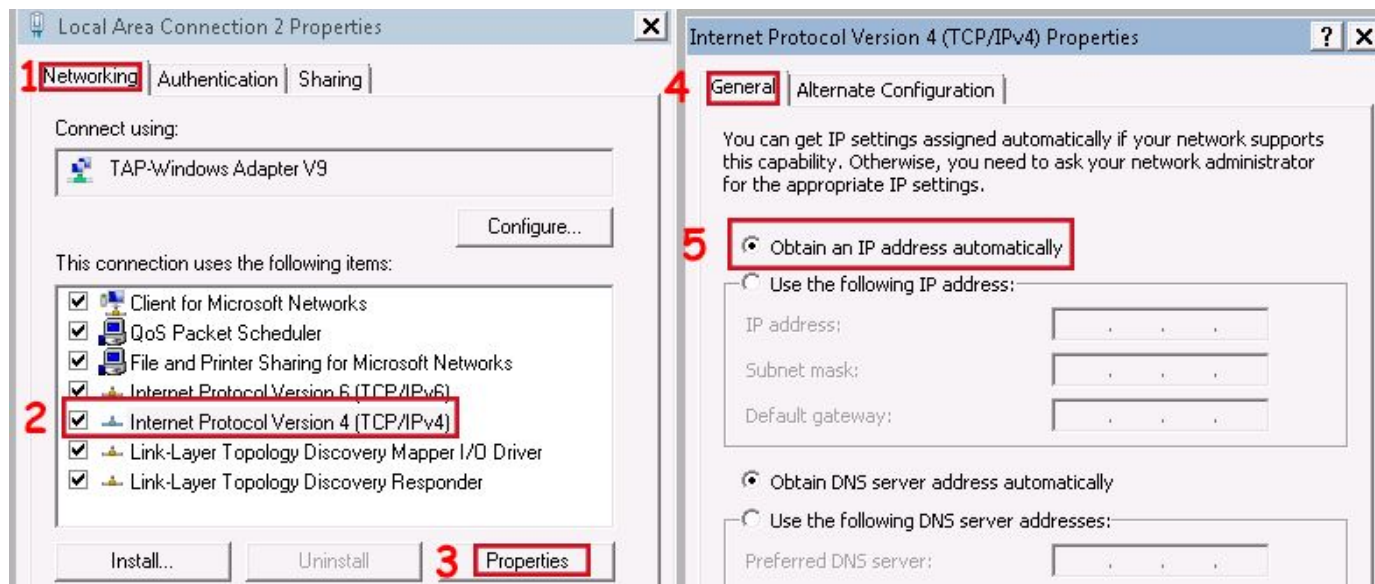 Local Area Connection 2 Properties
1 Networking Authentication Sharing
Connect using:
TAP-Windows Adapter V9
Configure...
This connection uses the following items:
Client for Microsoft Networks
QoS Packet Scheduler
File and Printer Sharing for Microsoft Networks
Internet Protocol Version 6 (TCP/IPv6)
2 Internet Protocol Version 4 (TCP/IPv4)
Link-Layer Topology Discovery Mapper I/O Driver
Link-Layer Topology Discovery Responder
Install... Uninstall 3 Properties
Internet Protocol Version 4 (TCP/IPv4) Properties ?
4 General Alternate Configuration
You can get IP settings assigned automatically if your network supports
this capability. Otherwise, you need to ask your network administrator
for the appropriate IP settings.
5 Obtain an IP address automatically
Use the following IP address:
IP address: . . .
Subnet mask: . . .
Default gateway: . . .
Obtain DNS server address automatically
Use the following DNS server addresses:
Preferred DNS server: . . .